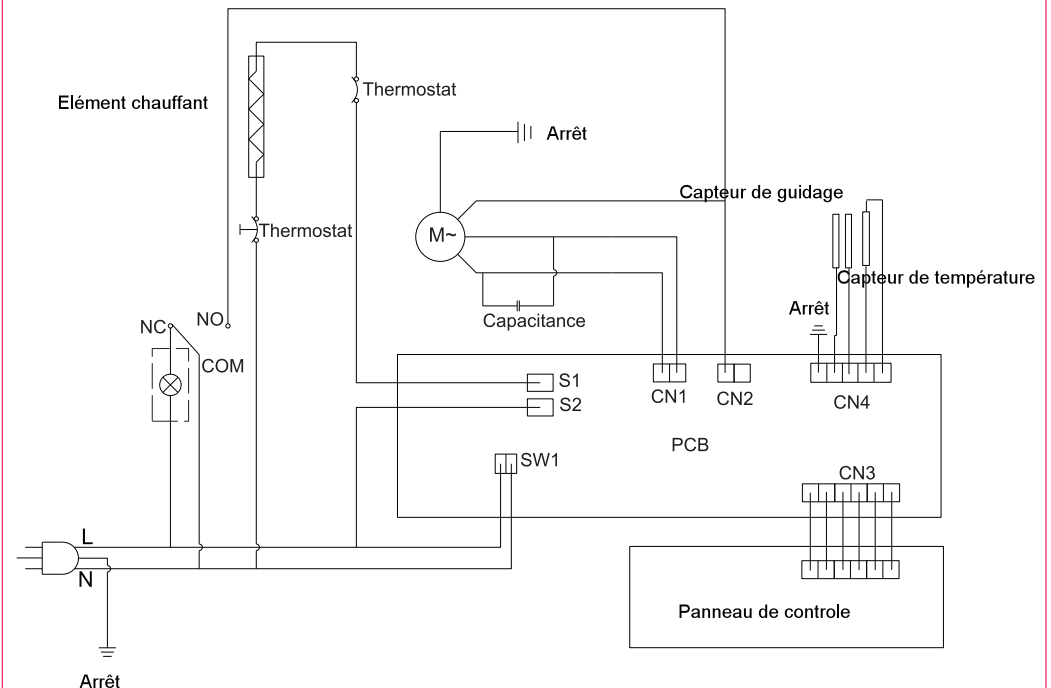 Thermostat
Elément chauffant
Arrêt
Capteur de guidage
Thermostat
M~
Capteur de température
Arrêt
NO
NC
Capacitance
COM
S1
CN1
CN2
CN4
S2
PCB
SW1
CN3
L
N
Panneau de controle
Arrêt